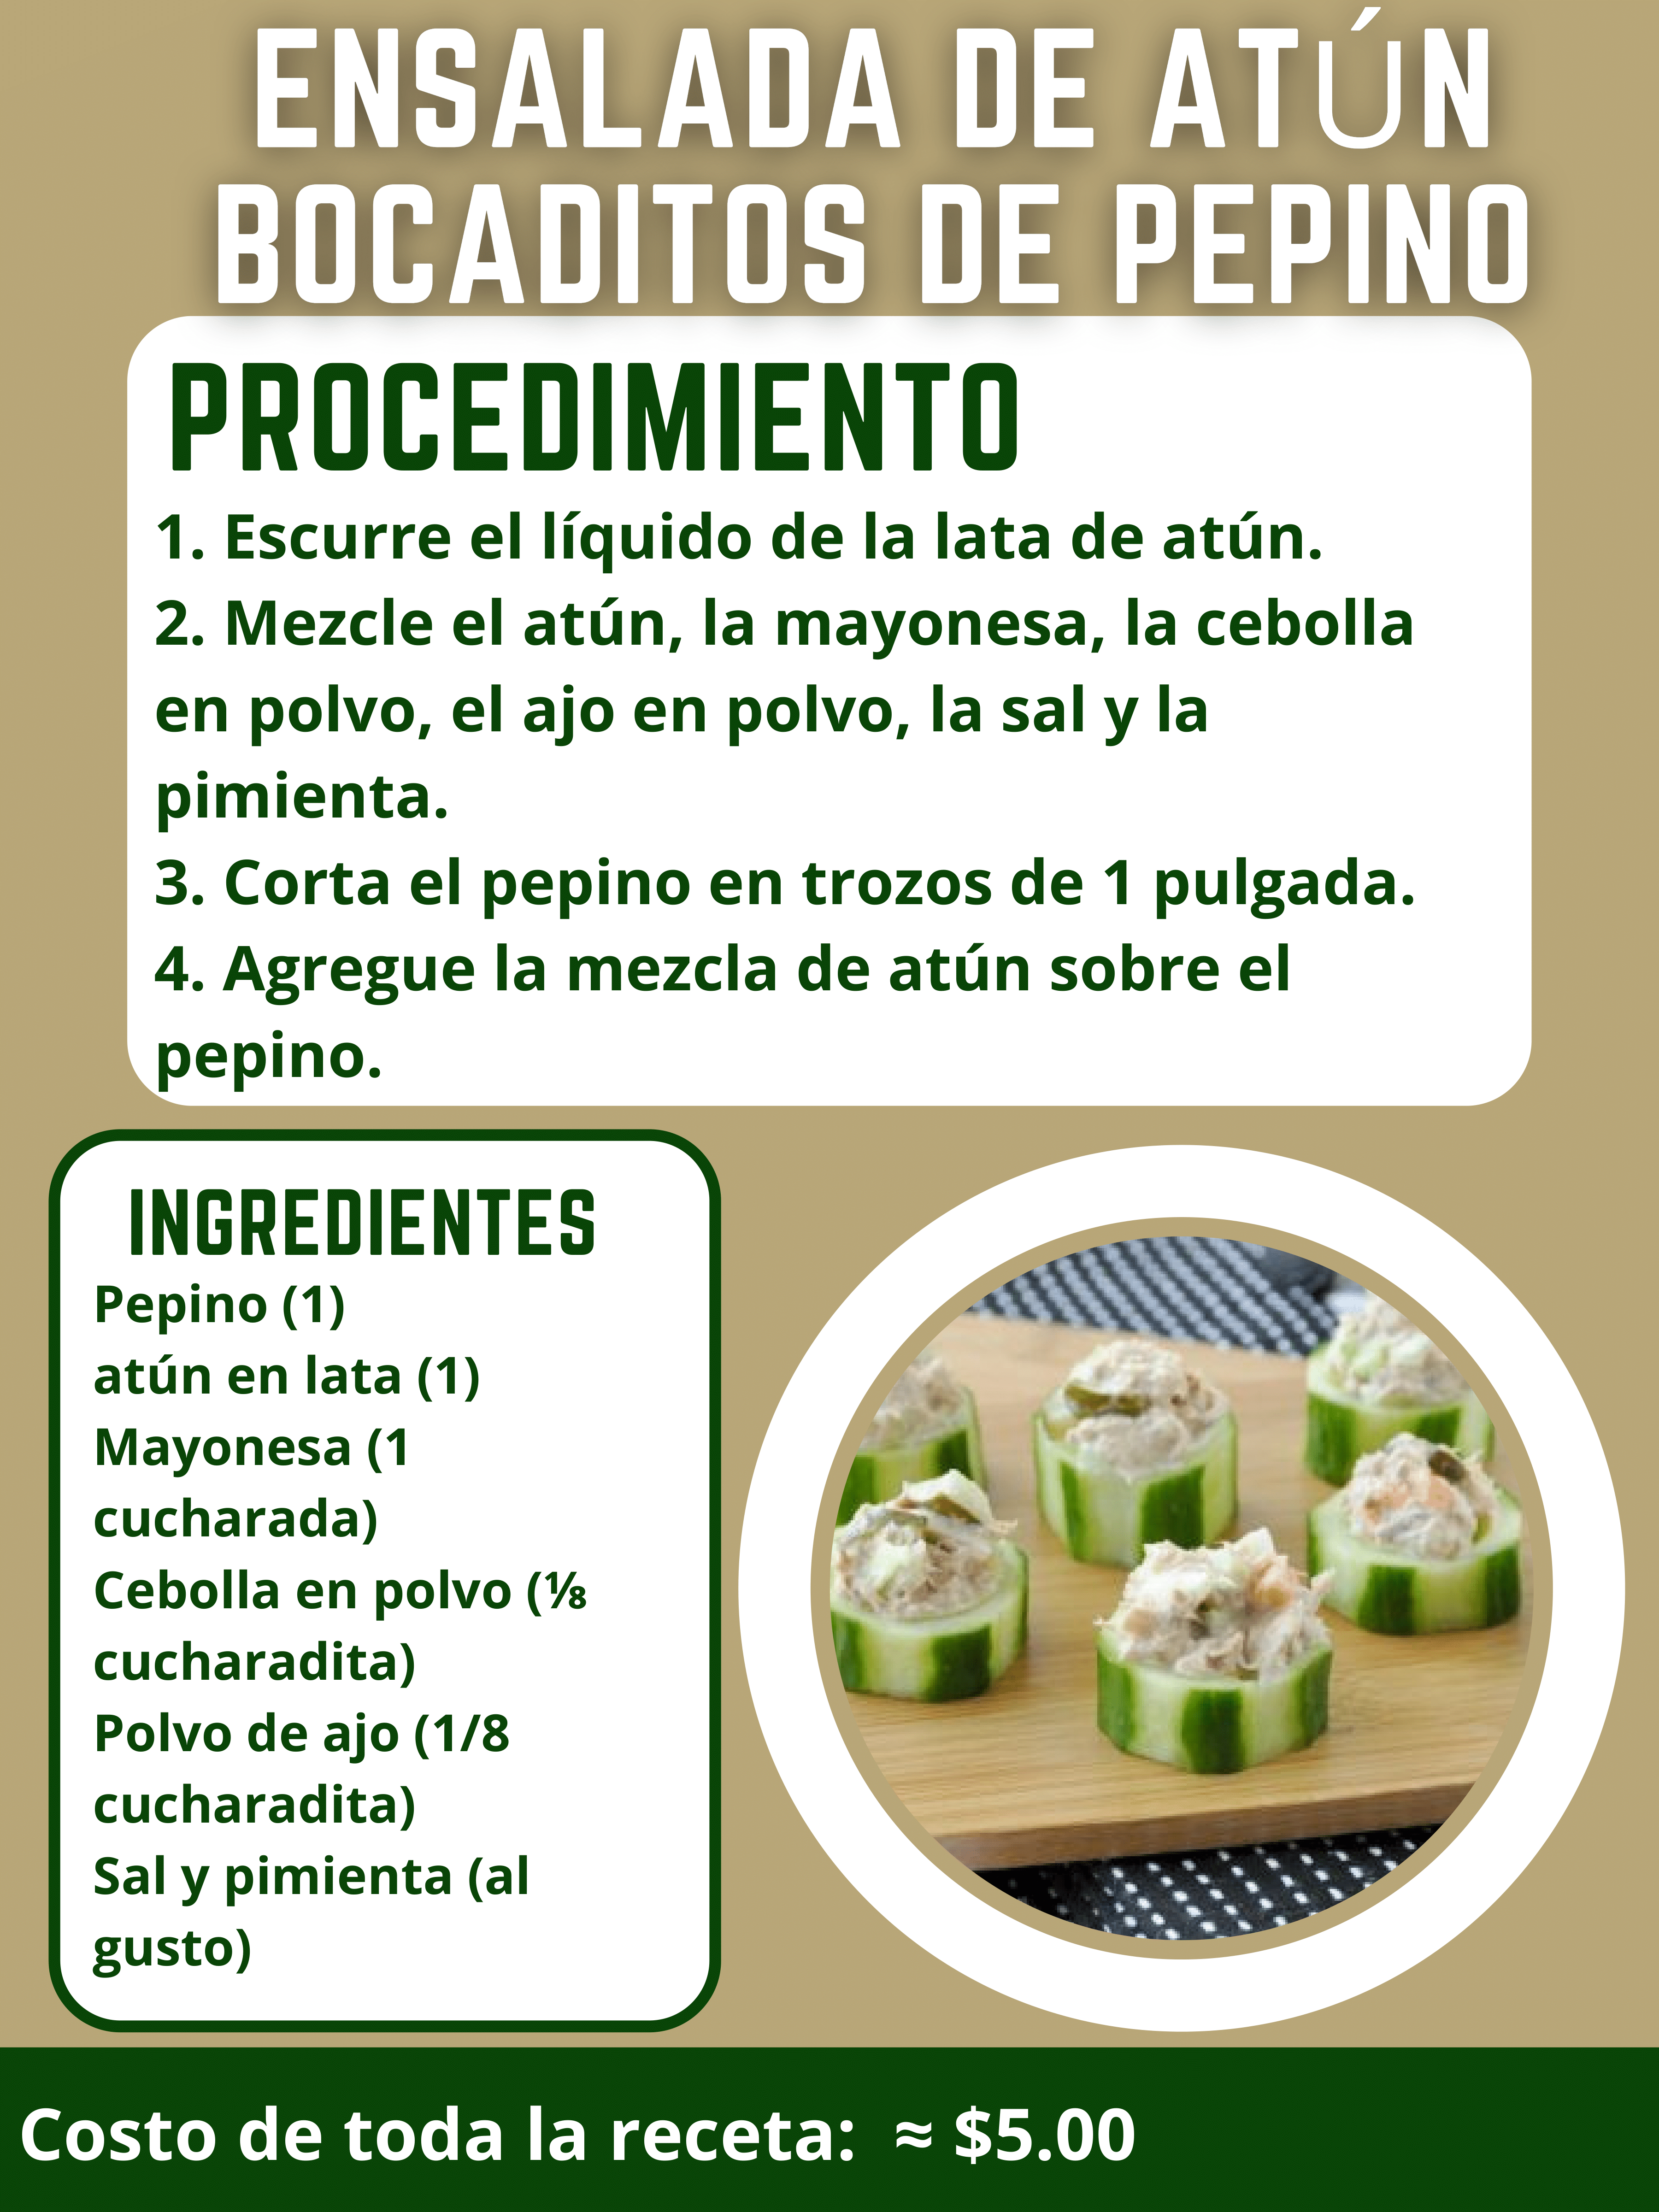 ENSALADA DE ATÚN
BOCADITOS DE PEPINO
PROCEDIMIENTO
1. Escurre el líquido de la lata de atún.
2. Mezcle el atún, la mayonesa, la cebolla
en polvo, el ajo en polvo, la sal y la
pimienta.
3. Corta el pepino en trozos de 1 pulgada.
4. Agregue la mezcla de atún sobre el
pepino.
INGREDIENTES
Pepino (1)
atún en lata (1)
Mayonesa (1
cucharada)
Cebolla en polvo (⅛
cucharadita)
Polvo de ajo (1/8
cucharadita)
Sal y pimienta (al
gusto)
Costo de toda la receta: ≈ $5.00